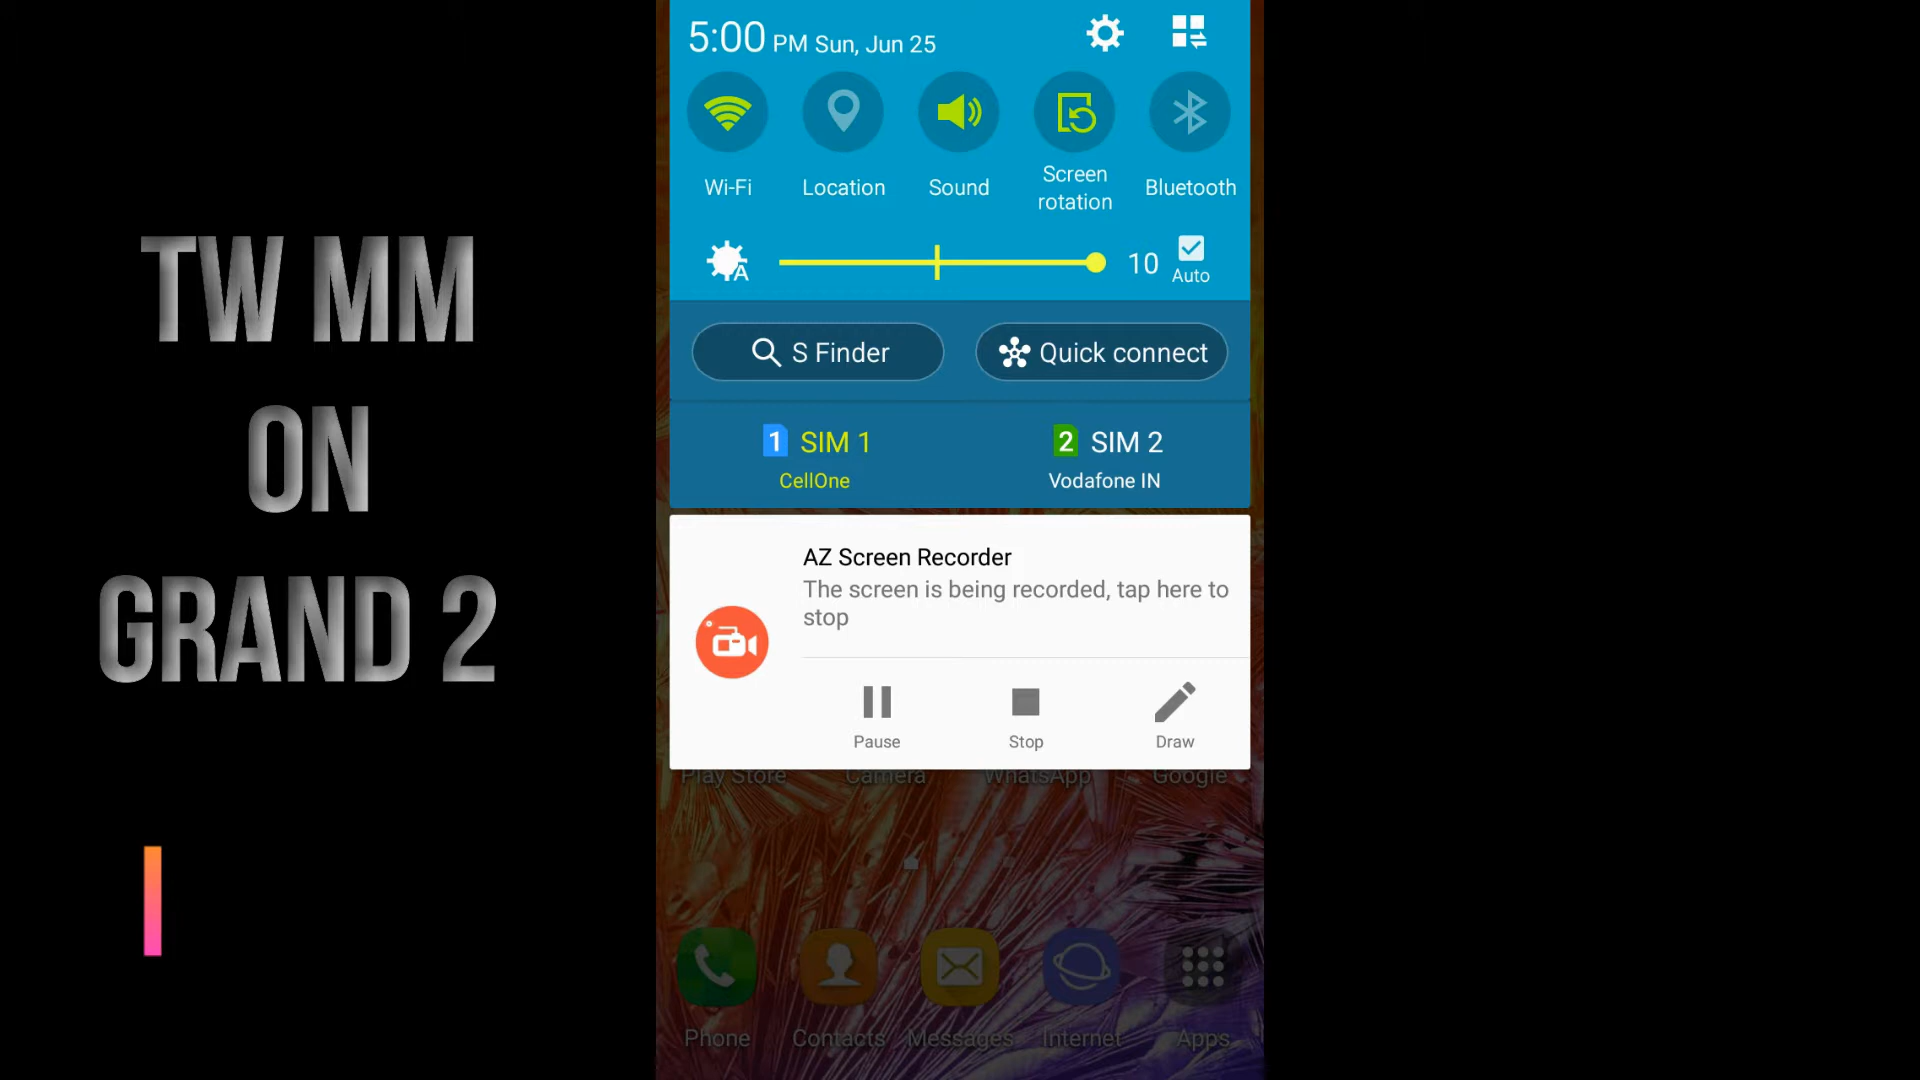 TW MM
ON
GRAND 2
5:00 PM Sun, Jun 25
Wi-Fi
Location
Sound
Screen
rotation
Bluetooth
A
10
Auto
S Finder
Quick connect
1 SIM 1
CellOne
2 SIM 2
Vodafone IN
AZ Screen Recorder
The screen is being recorded, tap here to
stop
Pause
Stop
Draw
Play Store
Camera
WhatsApp
Google
Phone
Contacts
Messages
Internet
Apps